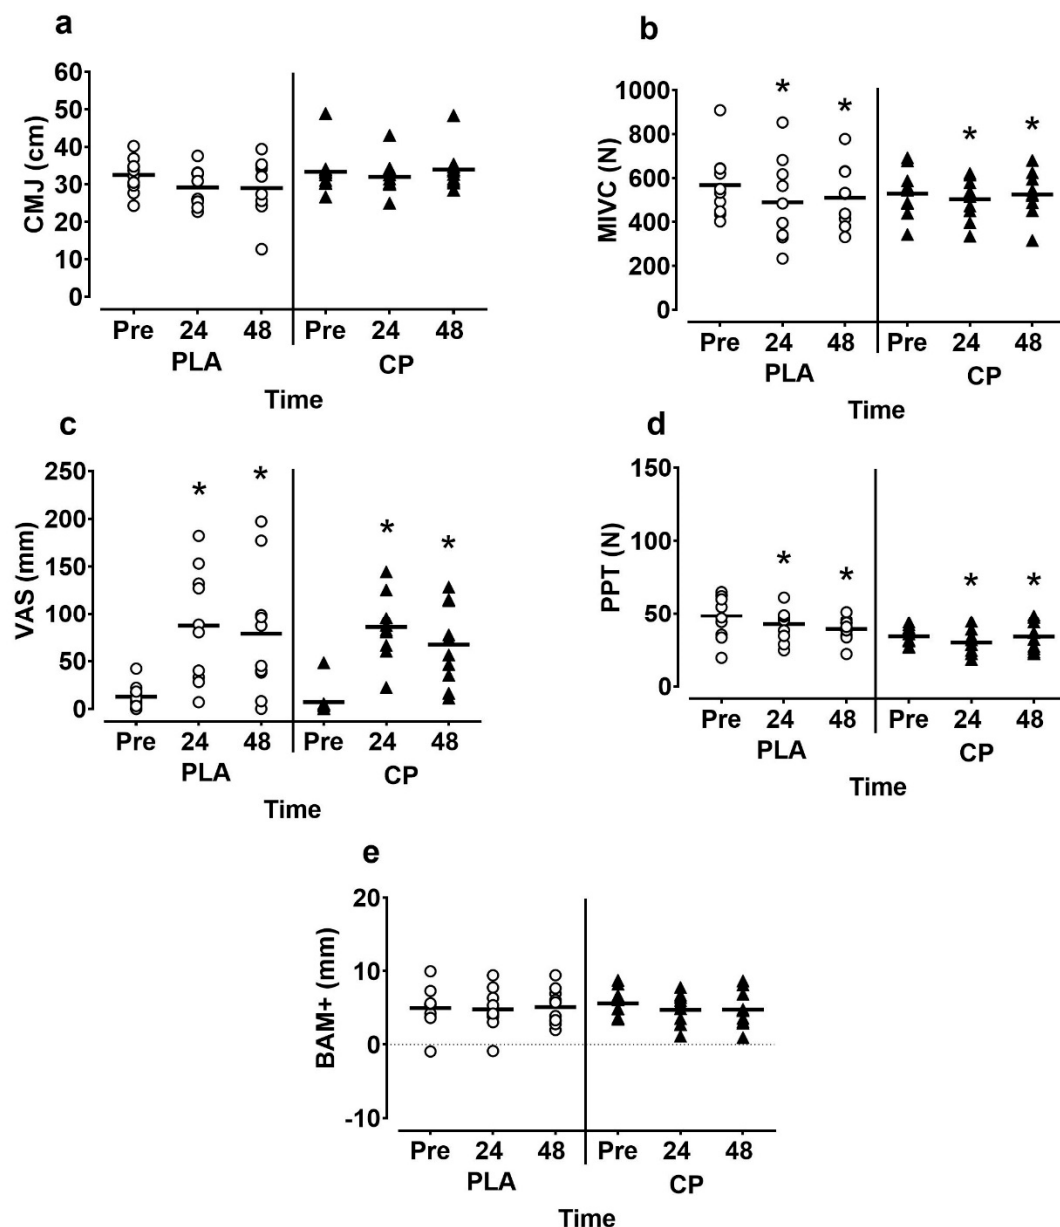 a
CMJ (cm)
60
50
40
30
20
10
0
Pre 24 48 Pre 24 48
PLA CP
Time
b
MIVC (N)
1000
800
600
400
200
0
* * * *
Pre 24 48 Pre 24 48
PLA CP
Time
c
VAS (mm)
250
200
150
100
50
0
* * * *
Pre 24 48 Pre 24 48
PLA CP
Time
d
PPT (N)
150
100
50
0
* * * *
Pre 24 48 Pre 24 48
PLA CP
Time
e
BAM+ (mm)
20
10
0
-10
Pre 24 48 Pre 24 48
PLA CP
Time